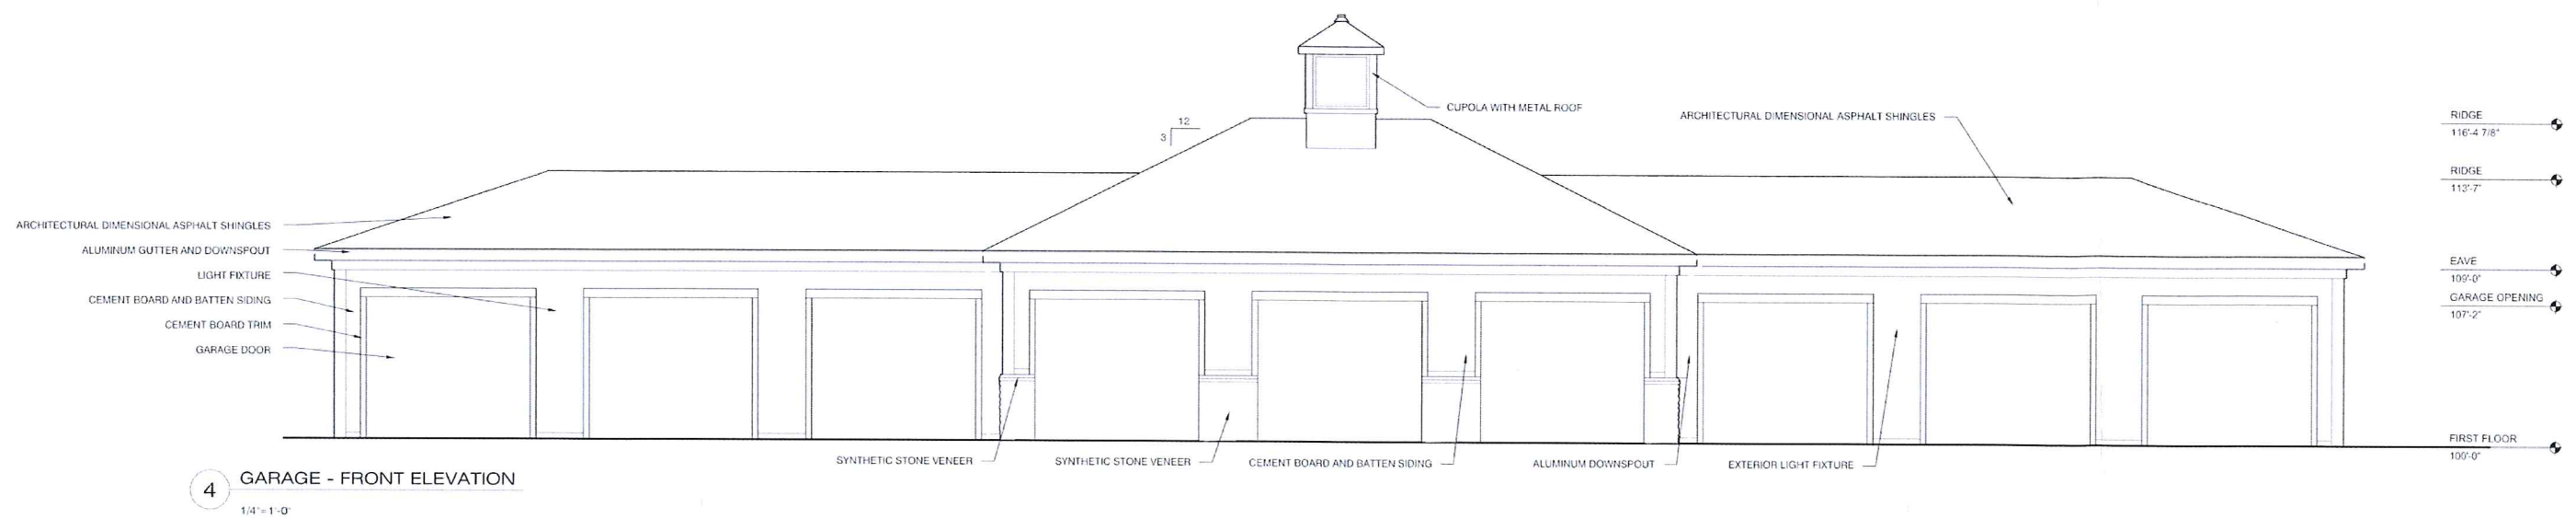 12
3
CUPOLA WITH METAL ROOF
ARCHITECTURAL DIMENSIONAL ASPHALT SHINGLES
RIDGE
116'-4 7/8"
RIDGE
113'-7"
ARCHITECTURAL DIMENSIONAL ASPHALT SHINGLES
ALUMINUM GUTTER AND DOWNSPOUT
LIGHT FIXTURE
CEMENT BOARD AND BATTEN SIDING
CEMENT BOARD TRIM
GARAGE DOOR
EAVE
109'-0"
GARAGE OPENING
107'-2"
FIRST FLOOR
100'-0"
SYNTHETIC STONE VENEER
SYNTHETIC STONE VENEER
CEMENT BOARD AND BATTEN SIDING
ALUMINUM DOWNSPOUT
EXTERIOR LIGHT FIXTURE
4
GARAGE - FRONT ELEVATION
1/4"=1'-0"